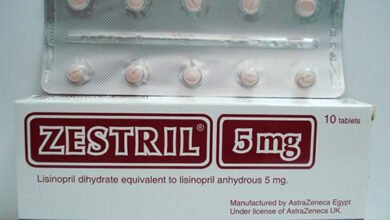 10 tablets
ZESTRIL® 5 mg
Lisinopril dihydrate equivalent to lisinopril anhydrous 5 mg.
Manufactured by AstraZeneca Egypt
Under license of AstraZeneca UK.